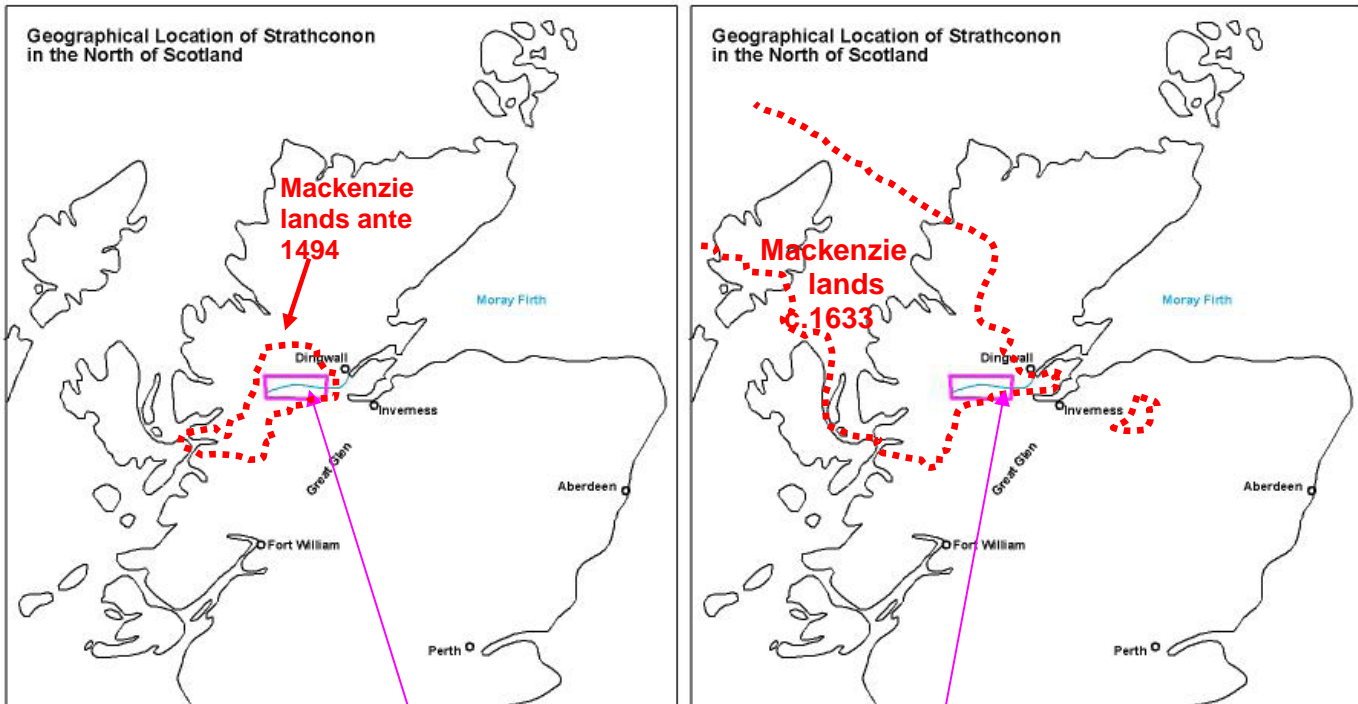 Geographical Location of Strathconon
in the North of Scotland
Mackenzie
lands ante
1494
Moray Firth
Dingwall
Inverness
Great Glen
Aberdeen
Fort William
Perth
Geographical Location of Strathconon
in the North of Scotland
Mackenzie
lands
c.1633
Moray Firth
Dingwall
Inverness
Great Glen
Aberdeen
Fort William
Perth